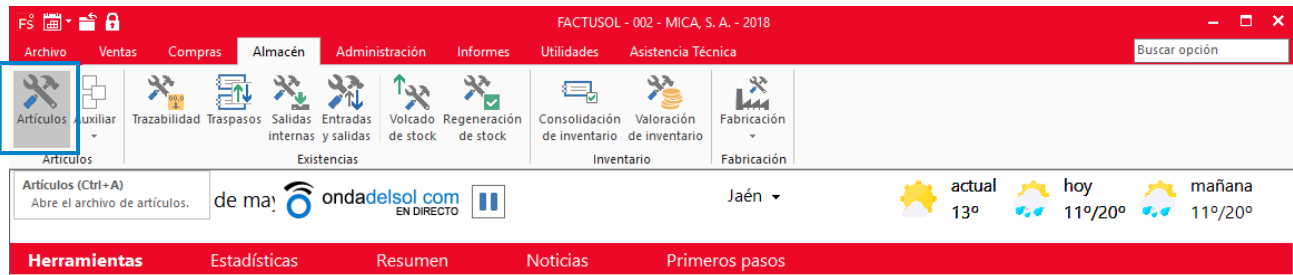 FS
FACTUSOL - 002 - MICA, S. A. - 2018
Archivo Ventas Compras Almacén Administración Informes Utilidades Asistencia Técnica Buscar opción
Artículos Auxiliar Trazabilidad Traspasos Salidas internas Entradas y salidas Volcado de stock Regeneración de stock Consolidación de inventario Valoración de inventario Fabricación
Artículos Existencias Inventario Fabricación
Artículos (Ctrl+A)
Abre el archivo de artículos.
de may
ondadelsol com
EN DIRECTO
Jaén
actual
13º
hoy
11º/20º
mañana
11º/20º
Herramientas Estadísticas Resumen Noticias Primeros pasos